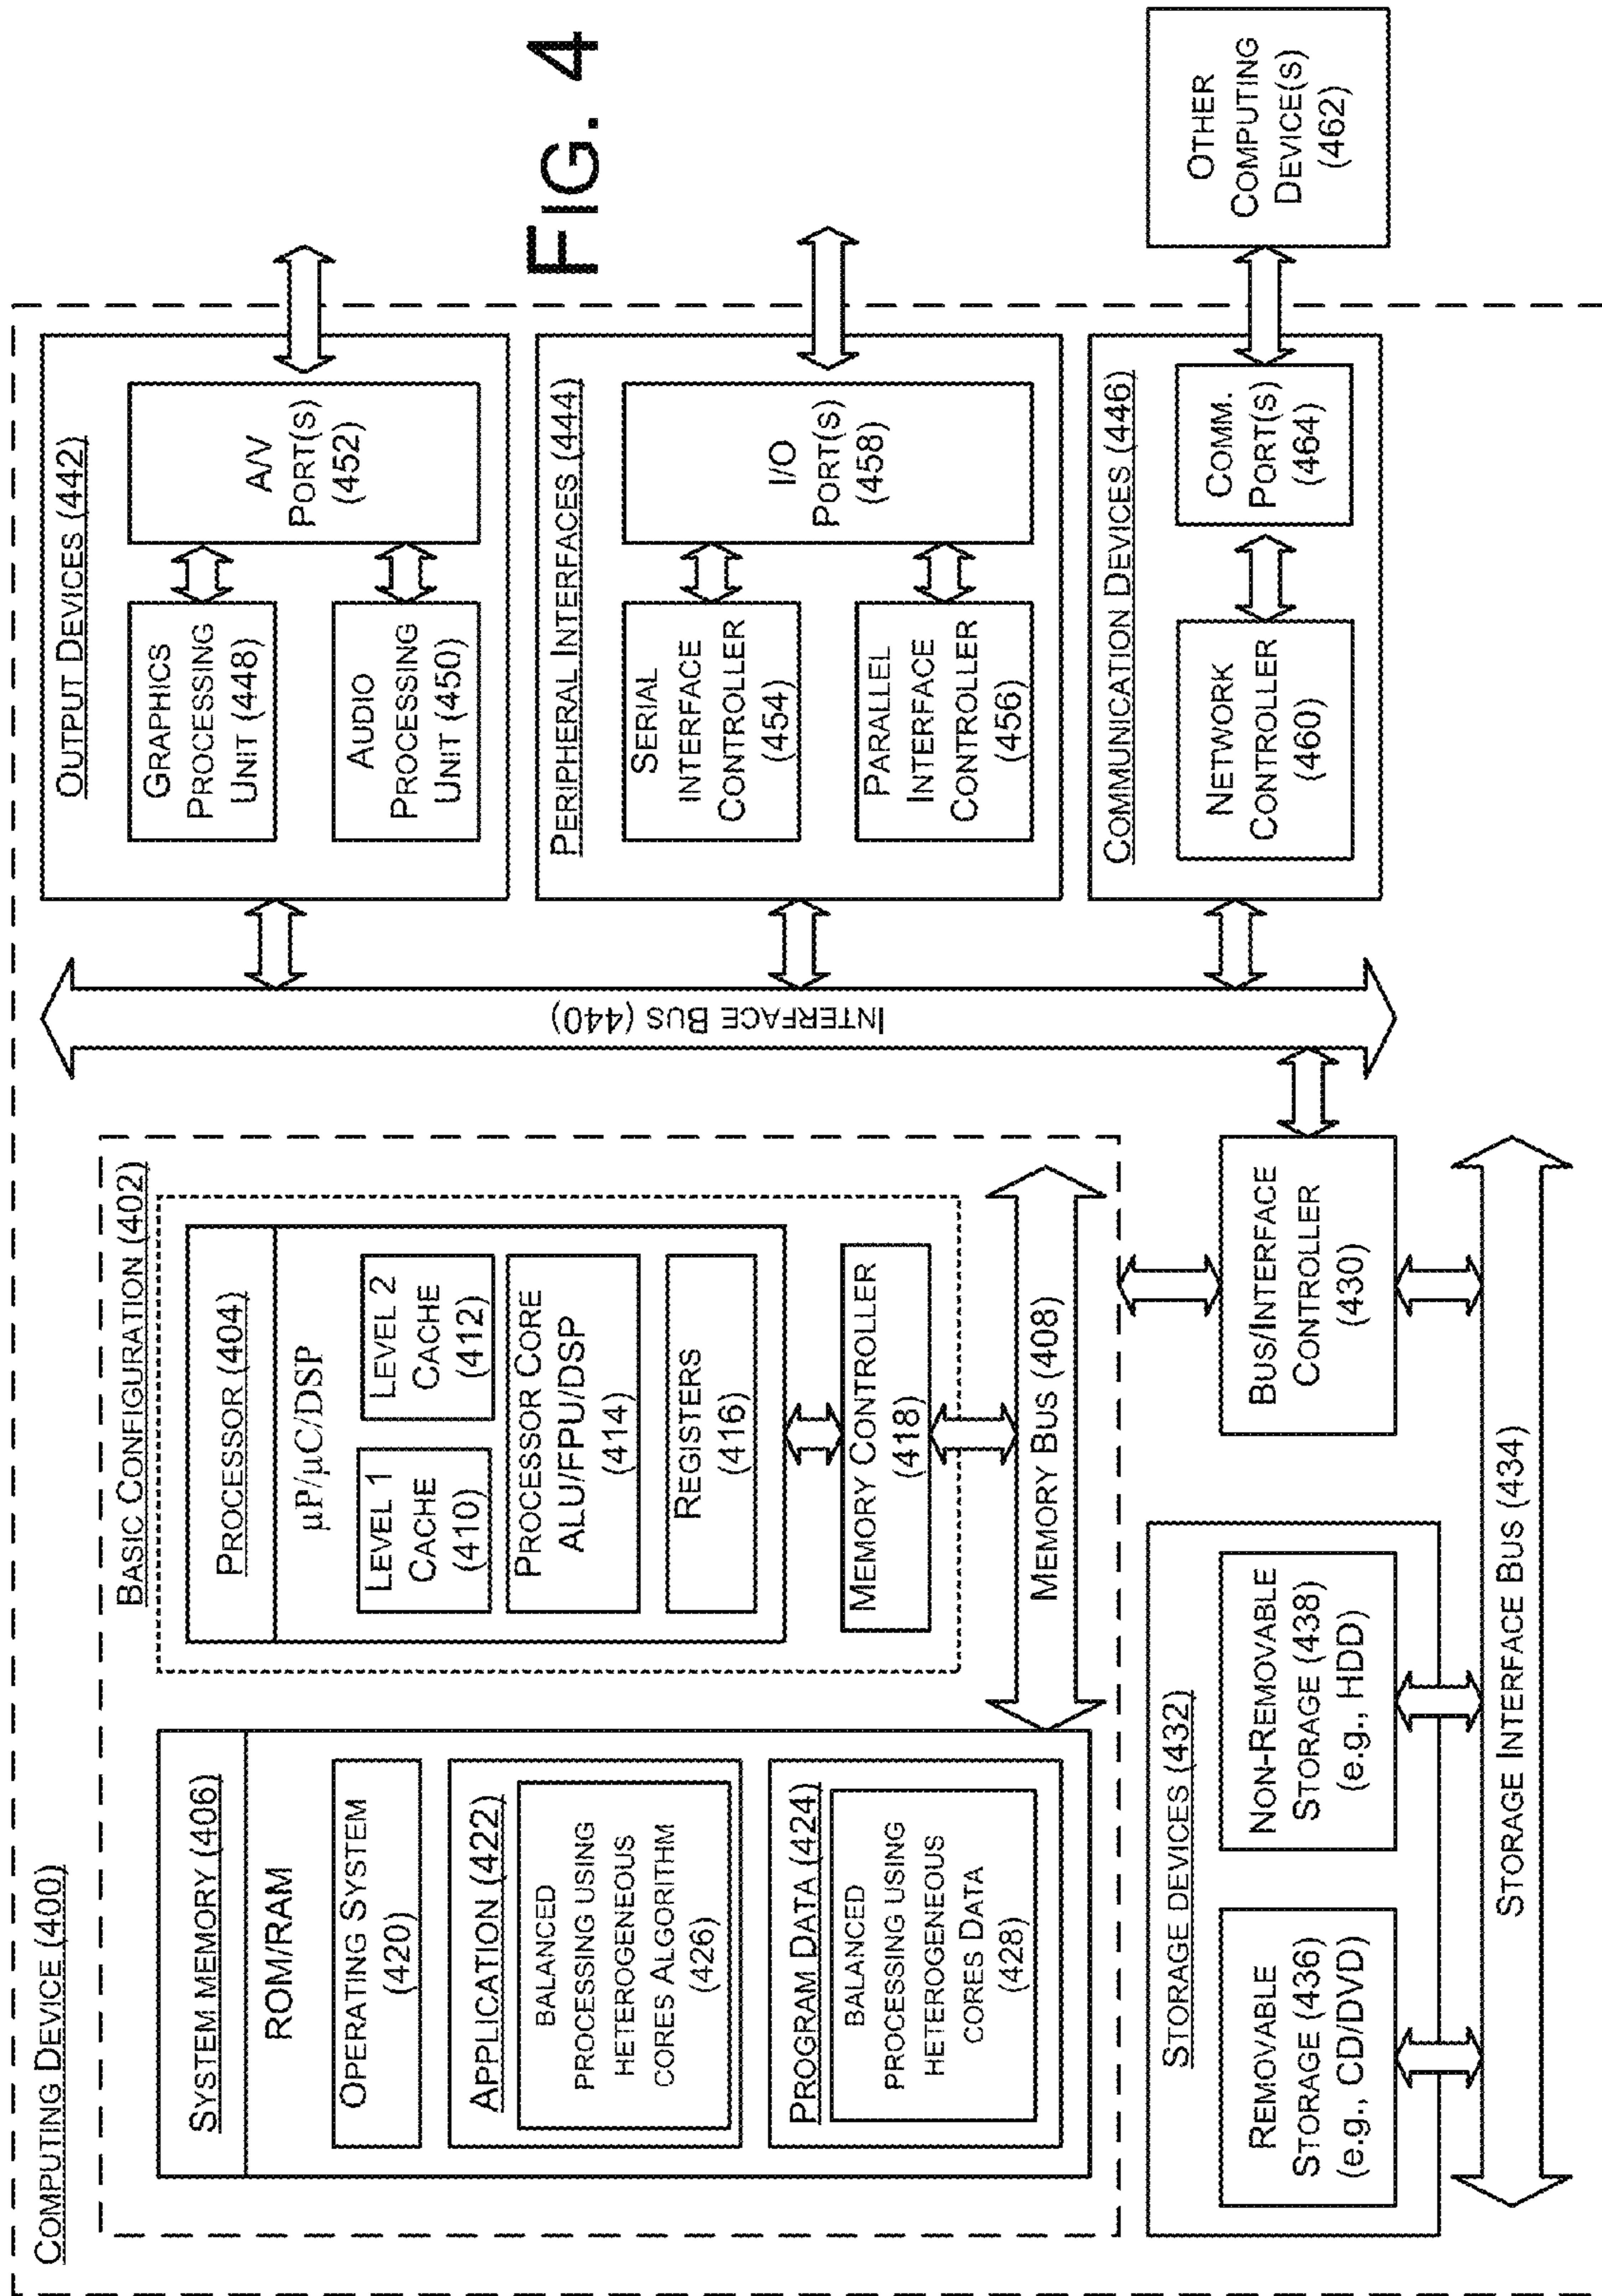 COMPUTING DEVICE (400)
BASIC CONFIGURATION (402)
SYSTEM MEMORY (406)
ROM/RAM
OPERATING SYSTEM
(420)
APPLICATION (422)
BALANCED
PROCESSING USING
HETEROGENEOUS
CORES ALGORITHM
(426)
PROGRAM DATA (424)
BALANCED
PROCESSING USING
HETEROGENEOUS
CORES DATA
(428)
PROCESSOR (404)
µP/µC/DSP
LEVEL 1
CACHE
(410)
LEVEL 2
CACHE
(412)
PROCESSOR CORE
ALU/FPU/DSP
(414)
REGISTERS
(416)
MEMORY CONTROLLER
(418)
MEMORY BUS (408)
STORAGE DEVICES (432)
REMOVABLE
STORAGE (436)
(e.g., CD/DVD)
NON-REMOVABLE
STORAGE (438)
(e.g., HDD)
BUS/INTERFACE
CONTROLLER
(430)
STORAGE INTERFACE BUS (434)
INTERFACE BUS (440)
OUTPUT DEVICES (442)
GRAPHICS
PROCESSING
UNIT (448)
AUDIO
PROCESSING
UNIT (450)
A/V
PORT(S)
(452)
PERIPHERAL INTERFACES (444)
SERIAL
INTERFACE
CONTROLLER
(454)
PARALLEL
INTERFACE
CONTROLLER
(456)
I/O
PORT(S)
(458)
COMMUNICATION DEVICES (446)
NETWORK
CONTROLLER
(460)
COMM.
PORT(S)
(464)
OTHER
COMPUTING
DEVICE(S)
(462)
FIG. 4